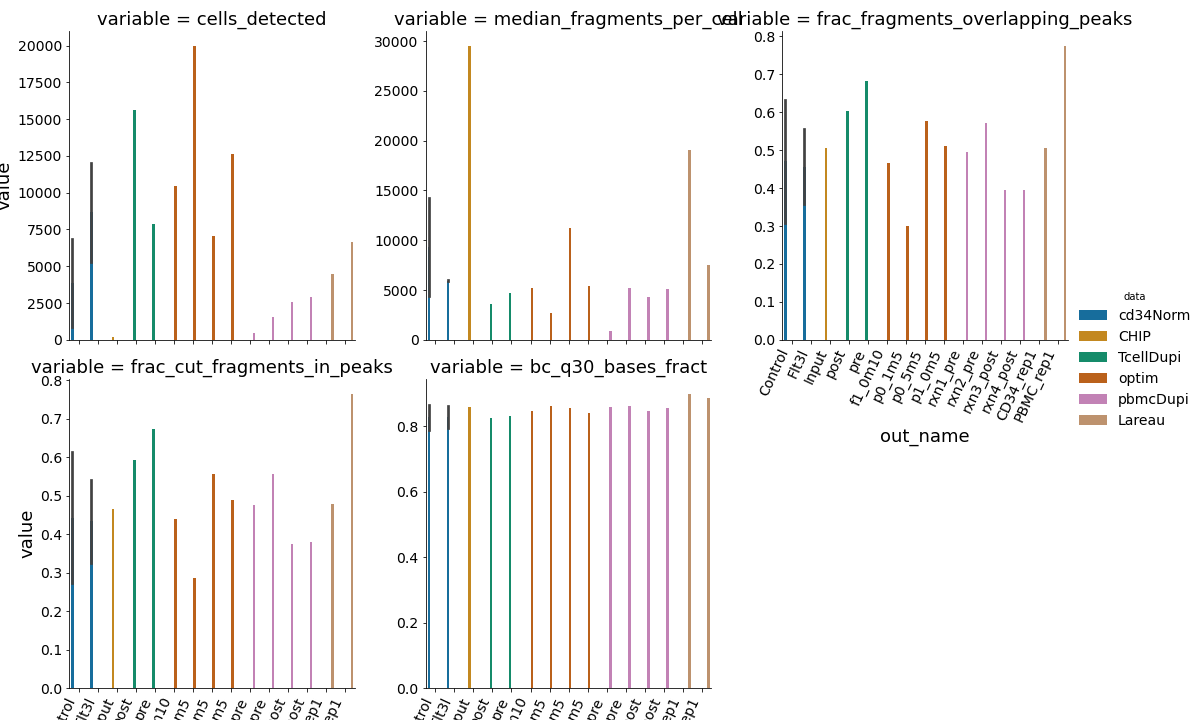 variable = cells_detected
variable = median_fragments_per_cell
variable = frac_fragments_overlapping_peaks
20000
17500
15000
12500
10000
7500
5000
2500
0
value
30000
25000
20000
15000
10000
5000
0
0.8
0.7
0.6
0.5
0.4
0.3
0.2
0.1
0.0
Control
Flt3l
Input
post
pre
f1_0m10
p0_1m5
p0_5m5
p1_0m5
rxn1_pre
rxn2_pre
rxn3_post
rxn4_post
CD34_rep1
PBMC_rep1
out_name
data
cd34Norm
CHIP
TcellDupi
optim
pbmcDupi
Lareau
variable = frac_cut_fragments_in_peaks
variable = bc_q30_bases_fract
0.8
0.7
0.6
0.5
0.4
0.3
0.2
0.1
0.0
value
0.8
0.6
0.4
0.2
0.0